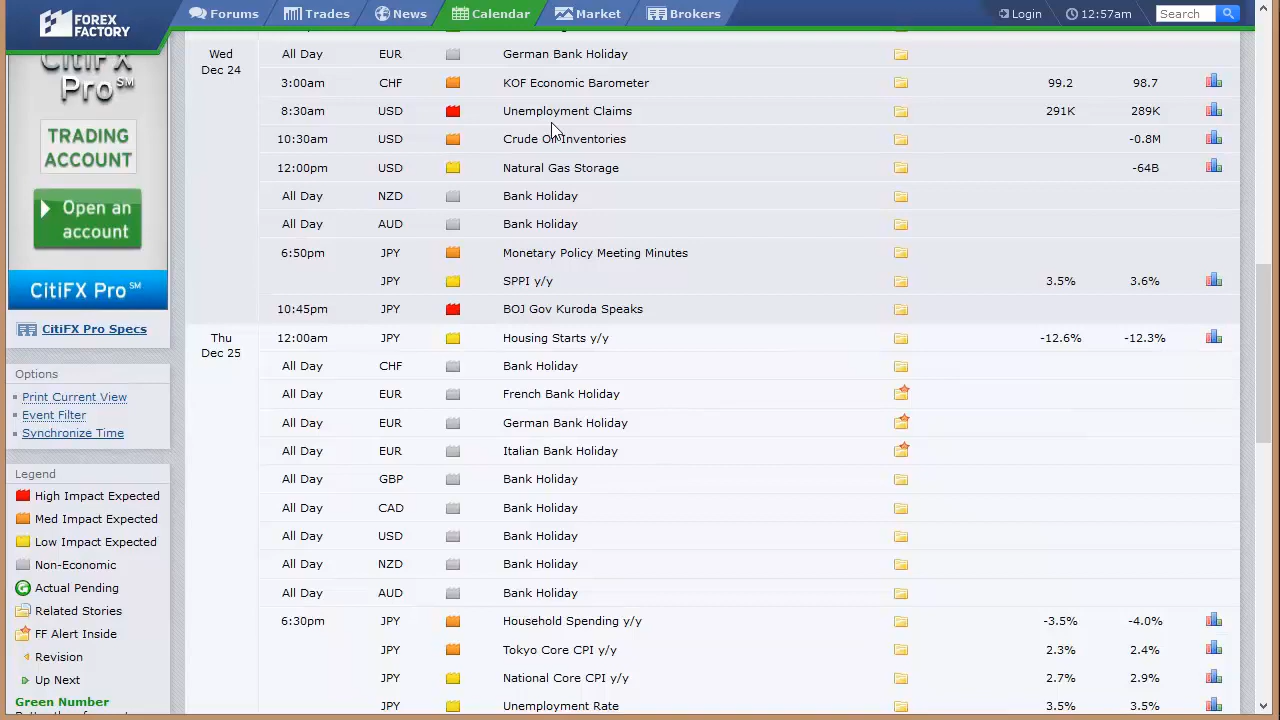 FOREX
FACTORY
Forums
Trades
News
Calendar
Market
Brokers
Login
12:57am
Search
CitiFX
Pro℠
TRADING
ACCOUNT
Open an
account
CitiFX Pro℠
CitiFX Pro Specs
Options
Print Current View
Event Filter
Synchronize Time
Legend
High Impact Expected
Med Impact Expected
Low Impact Expected
Non-Economic
Actual Pending
Related Stories
FF Alert Inside
Revision
Up Next
Green Number
Wed
Dec 24
All Day EUR German Bank Holiday
3:00am CHF KOF Economic Barometer 99.2 98.7
8:30am USD Unemployment Claims 291K 289K
10:30am USD Crude Oil Inventories -0.8M
12:00pm USD Natural Gas Storage -64B
All Day NZD Bank Holiday
All Day AUD Bank Holiday
6:50pm JPY Monetary Policy Meeting Minutes
JPY SPPI y/y 3.5% 3.6%
10:45pm JPY BOJ Gov Kuroda Speaks
Thu
Dec 25
12:00am JPY Housing Starts y/y -12.6% -12.3%
All Day CHF Bank Holiday
All Day EUR French Bank Holiday
All Day EUR German Bank Holiday
All Day EUR Italian Bank Holiday
All Day GBP Bank Holiday
All Day CAD Bank Holiday
All Day USD Bank Holiday
All Day NZD Bank Holiday
All Day AUD Bank Holiday
6:30pm JPY Household Spending y/y -3.5% -4.0%
JPY Tokyo Core CPI y/y 2.3% 2.4%
JPY National Core CPI y/y 2.7% 2.9%
JPY Unemployment Rate 3.5% 3.5%